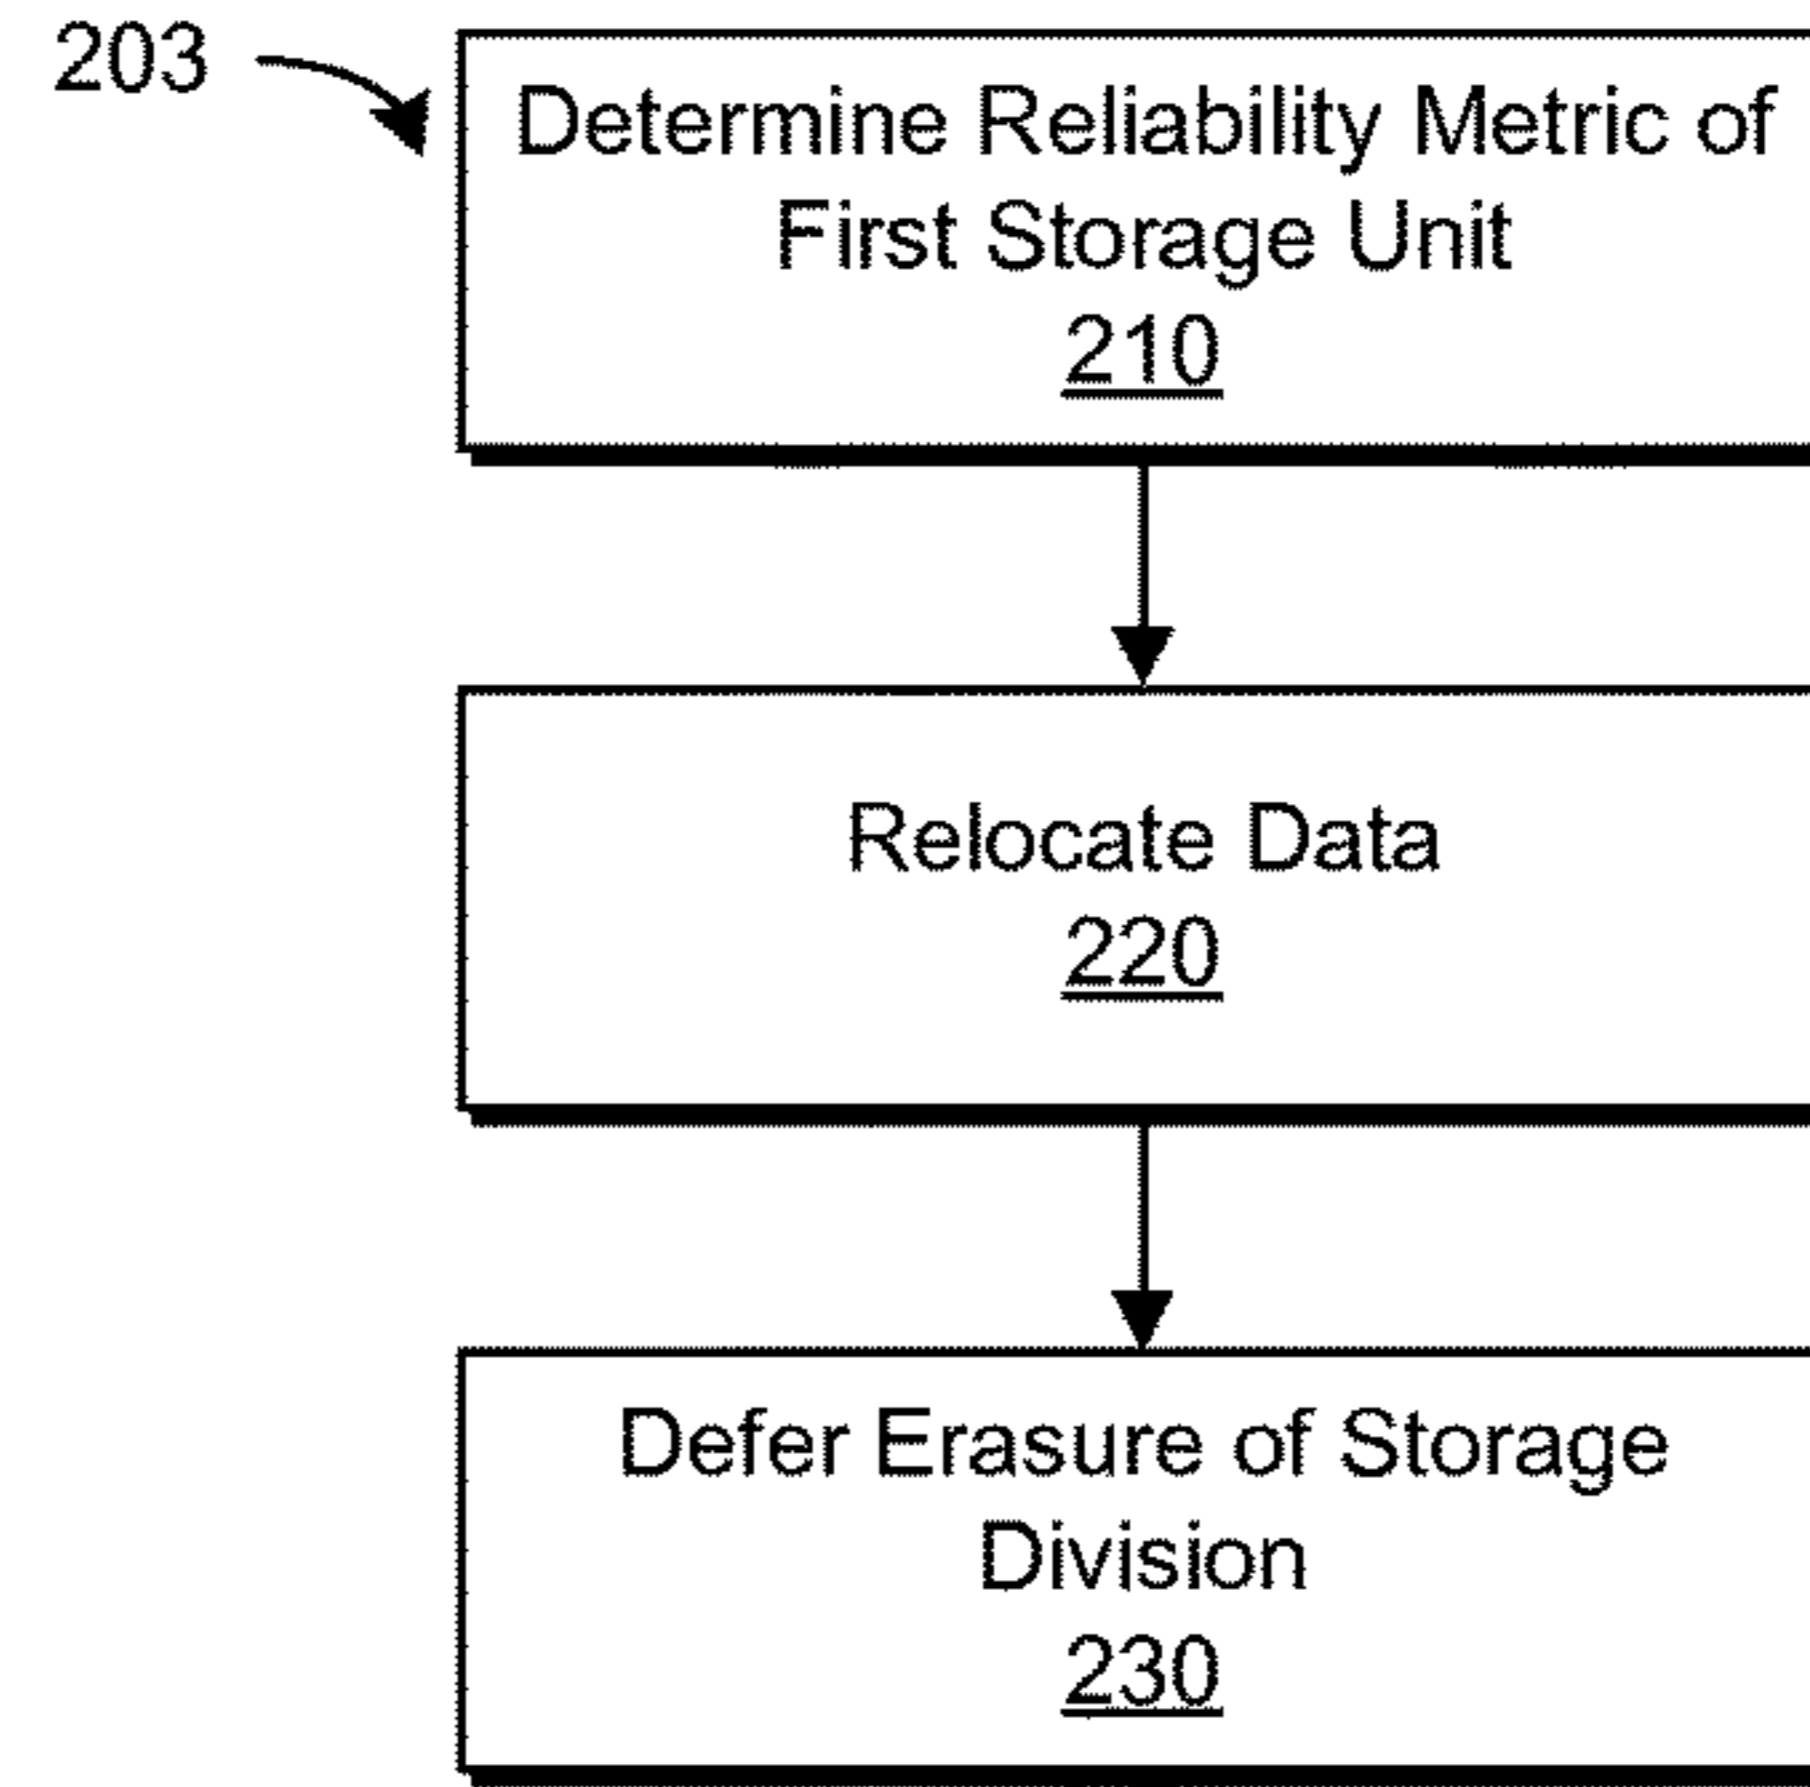 203
Determine Reliability Metric of
First Storage Unit
210
Relocate Data
220
Defer Erasure of Storage
Division
230